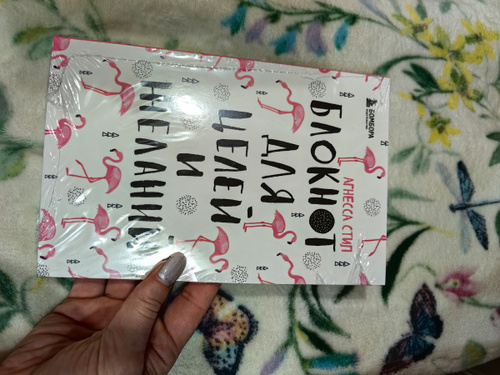 БОМБОРА
АГНЕССА СТИП
БЛОКНОТ
ДЛЯ
ЦЕЛЕЙ
И
ЖЕЛАНИЙ